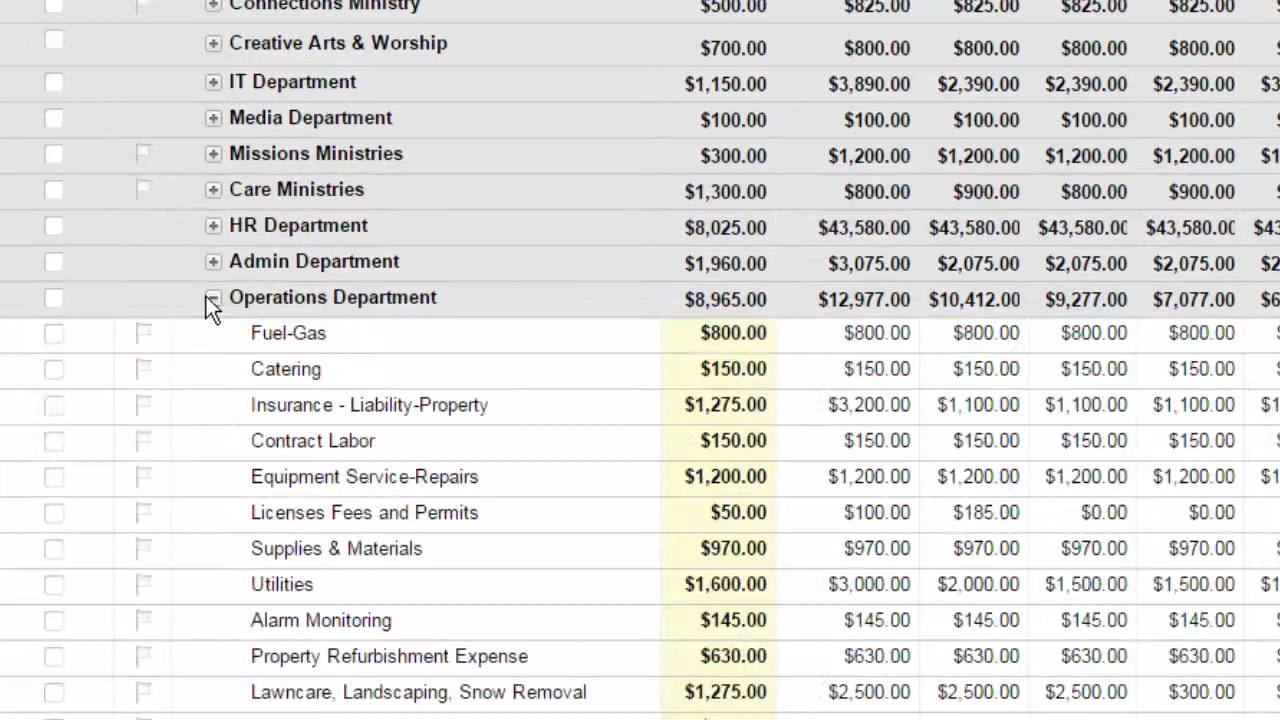 Connections Ministry $500.00 $825.00 $825.00 $825.00 $825.00
Creative Arts & Worship $700.00 $800.00 $800.00 $800.00 $800.00
IT Department $1,150.00 $3,890.00 $2,390.00 $2,390.00 $2,390.00 $3
Media Department $100.00 $100.00 $100.00 $100.00 $100.00
Missions Ministries $300.00 $1,200.00 $1,200.00 $1,200.00 $1,200.00 $1
Care Ministries $1,300.00 $800.00 $900.00 $800.00 $900.00
HR Department $8,025.00 $43,580.00 $43,580.00 $43,580.00 $43,580.00 $43
Admin Department $1,960.00 $3,075.00 $2,075.00 $2,075.00 $2,075.00 $2
Operations Department $8,965.00 $12,977.00 $10,412.00 $9,277.00 $7,077.00 $6
Fuel-Gas $800.00 $800.00 $800.00 $800.00 $800.00
Catering $150.00 $150.00 $150.00 $150.00 $150.00
Insurance - Liability-Property $1,275.00 $3,200.00 $1,100.00 $1,100.00 $1,100.00 $1
Contract Labor $150.00 $150.00 $150.00 $150.00 $150.00
Equipment Service-Repairs $1,200.00 $1,200.00 $1,200.00 $1,200.00 $1,200.00 $1
Licenses Fees and Permits $50.00 $100.00 $185.00 $0.00 $0.00
Supplies & Materials $970.00 $970.00 $970.00 $970.00 $970.00
Utilities $1,600.00 $3,000.00 $2,000.00 $1,500.00 $1,500.00 $1
Alarm Monitoring $145.00 $145.00 $145.00 $145.00 $145.00
Property Refurbishment Expense $630.00 $630.00 $630.00 $630.00 $630.00
Lawncare, Landscaping, Snow Removal $1,275.00 $2,500.00 $2,500.00 $2,500.00 $300.00